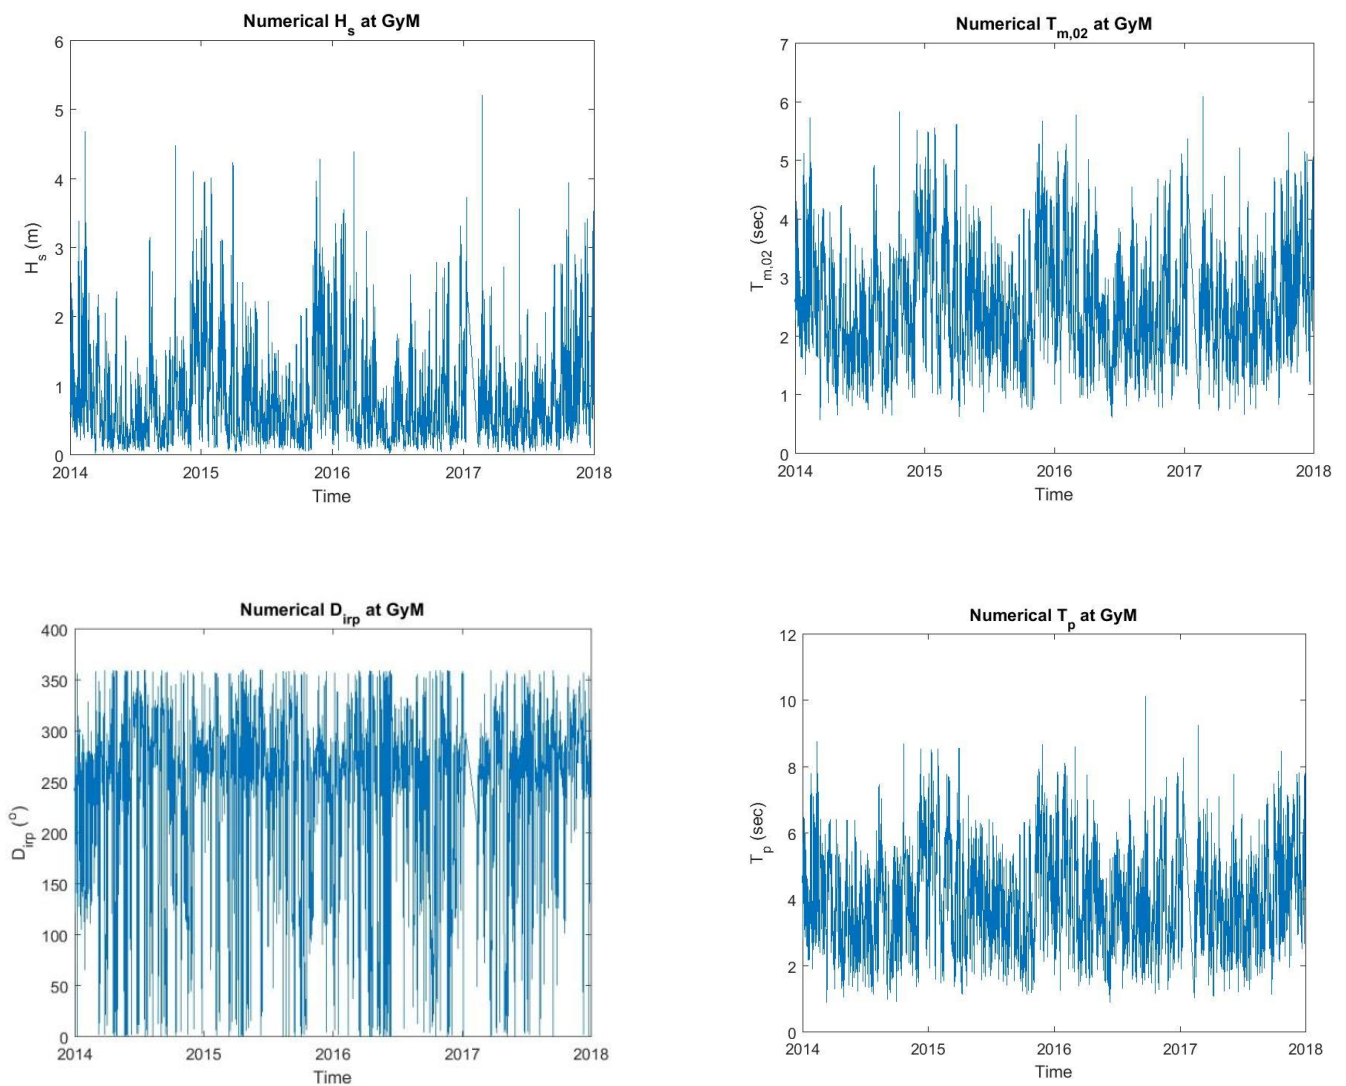 Numerical Hs at GyM
6
5
4
3
2
1
0
Hs (m)
2014 2015 2016 2017 2018
Time
Numerical Tm,02 at GyM
7
6
5
4
3
2
1
0
Tm,02 (sec)
2014 2015 2016 2017 2018
Time
Numerical Dirp at GyM
400
350
300
250
200
150
100
50
0
Dirp (°)
2014 2015 2016 2017 2018
Time
Numerical Tp at GyM
12
10
8
6
4
2
0
Tp (sec)
2014 2015 2016 2017 2018
Time